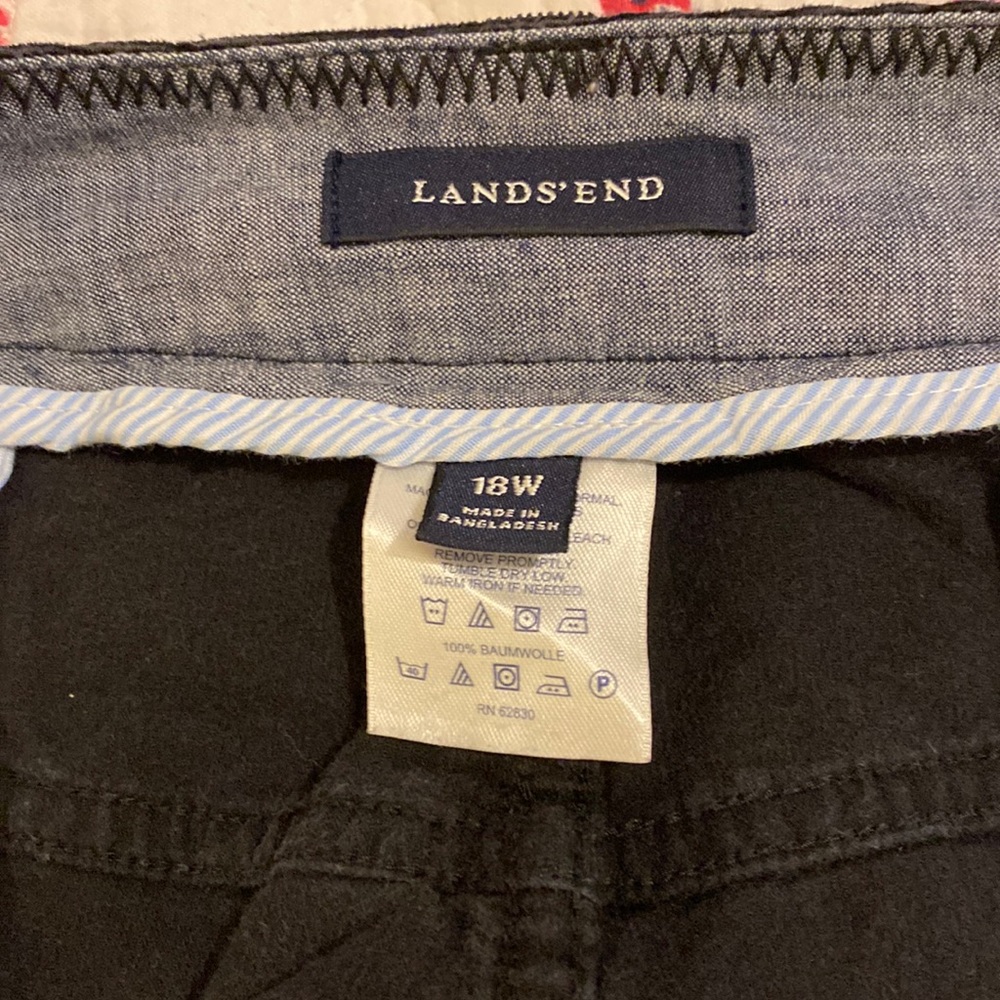 LANDS' END
18W
MADE IN
BANGLADESH
EACH
REMOVE PROMPTLY.
TUMBLE DRY LOW.
WARM IRON IF NEEDED.
100% BAUMWOLLE
40
P
RN 62830